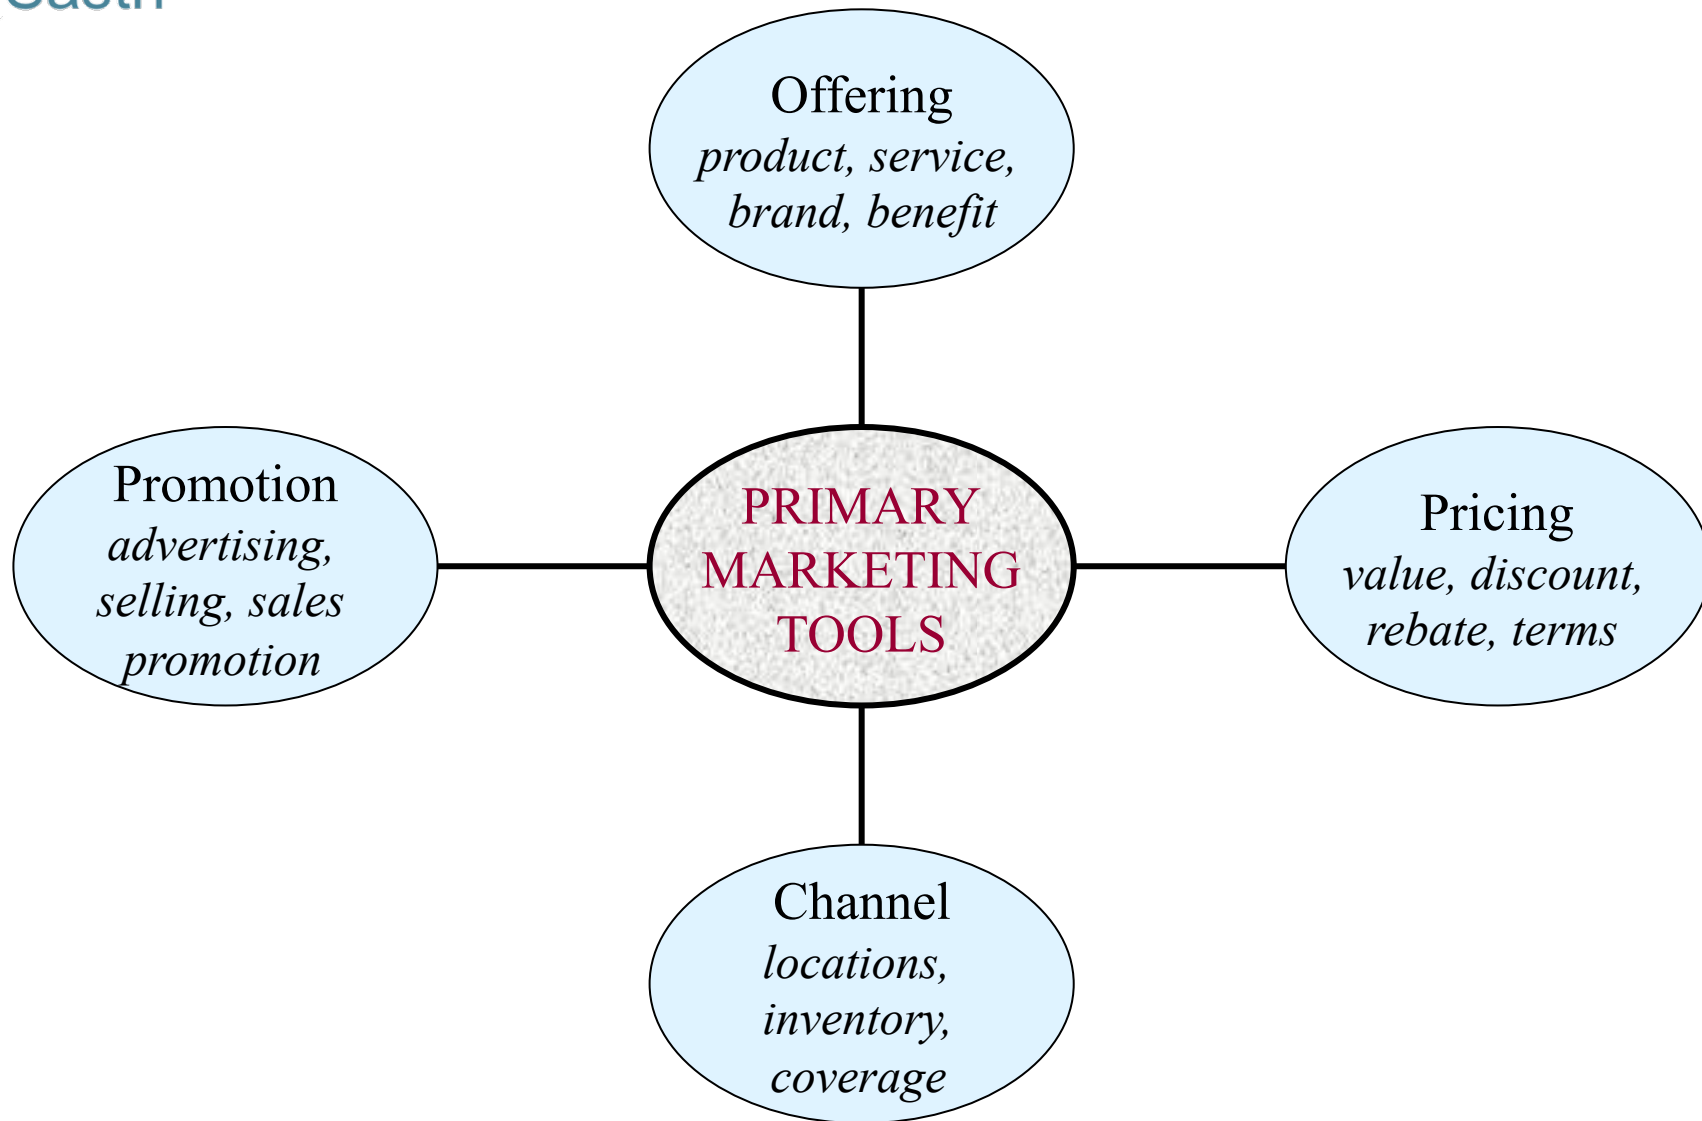 Offering
product, service,
brand, benefit
Promotion
advertising,
selling, sales
promotion
PRIMARY
MARKETING
TOOLS
Pricing
value, discount,
rebate, terms
Channel
locations,
inventory,
coverage